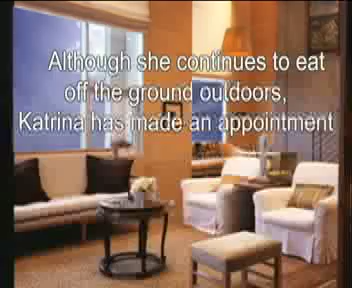 Although she continues to eat
off the ground outdoors,
Katrina has made an appointment